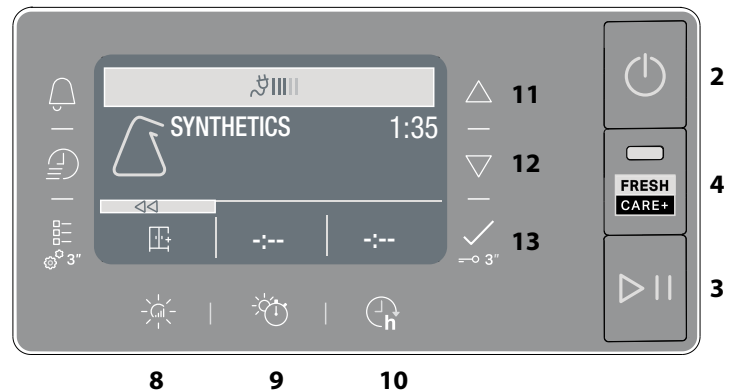 SYNTHETICS 1:35
-:-- -:--
3"
3"
h
FRESH
CARE+
2
4
3
11
12
13
8 9 10